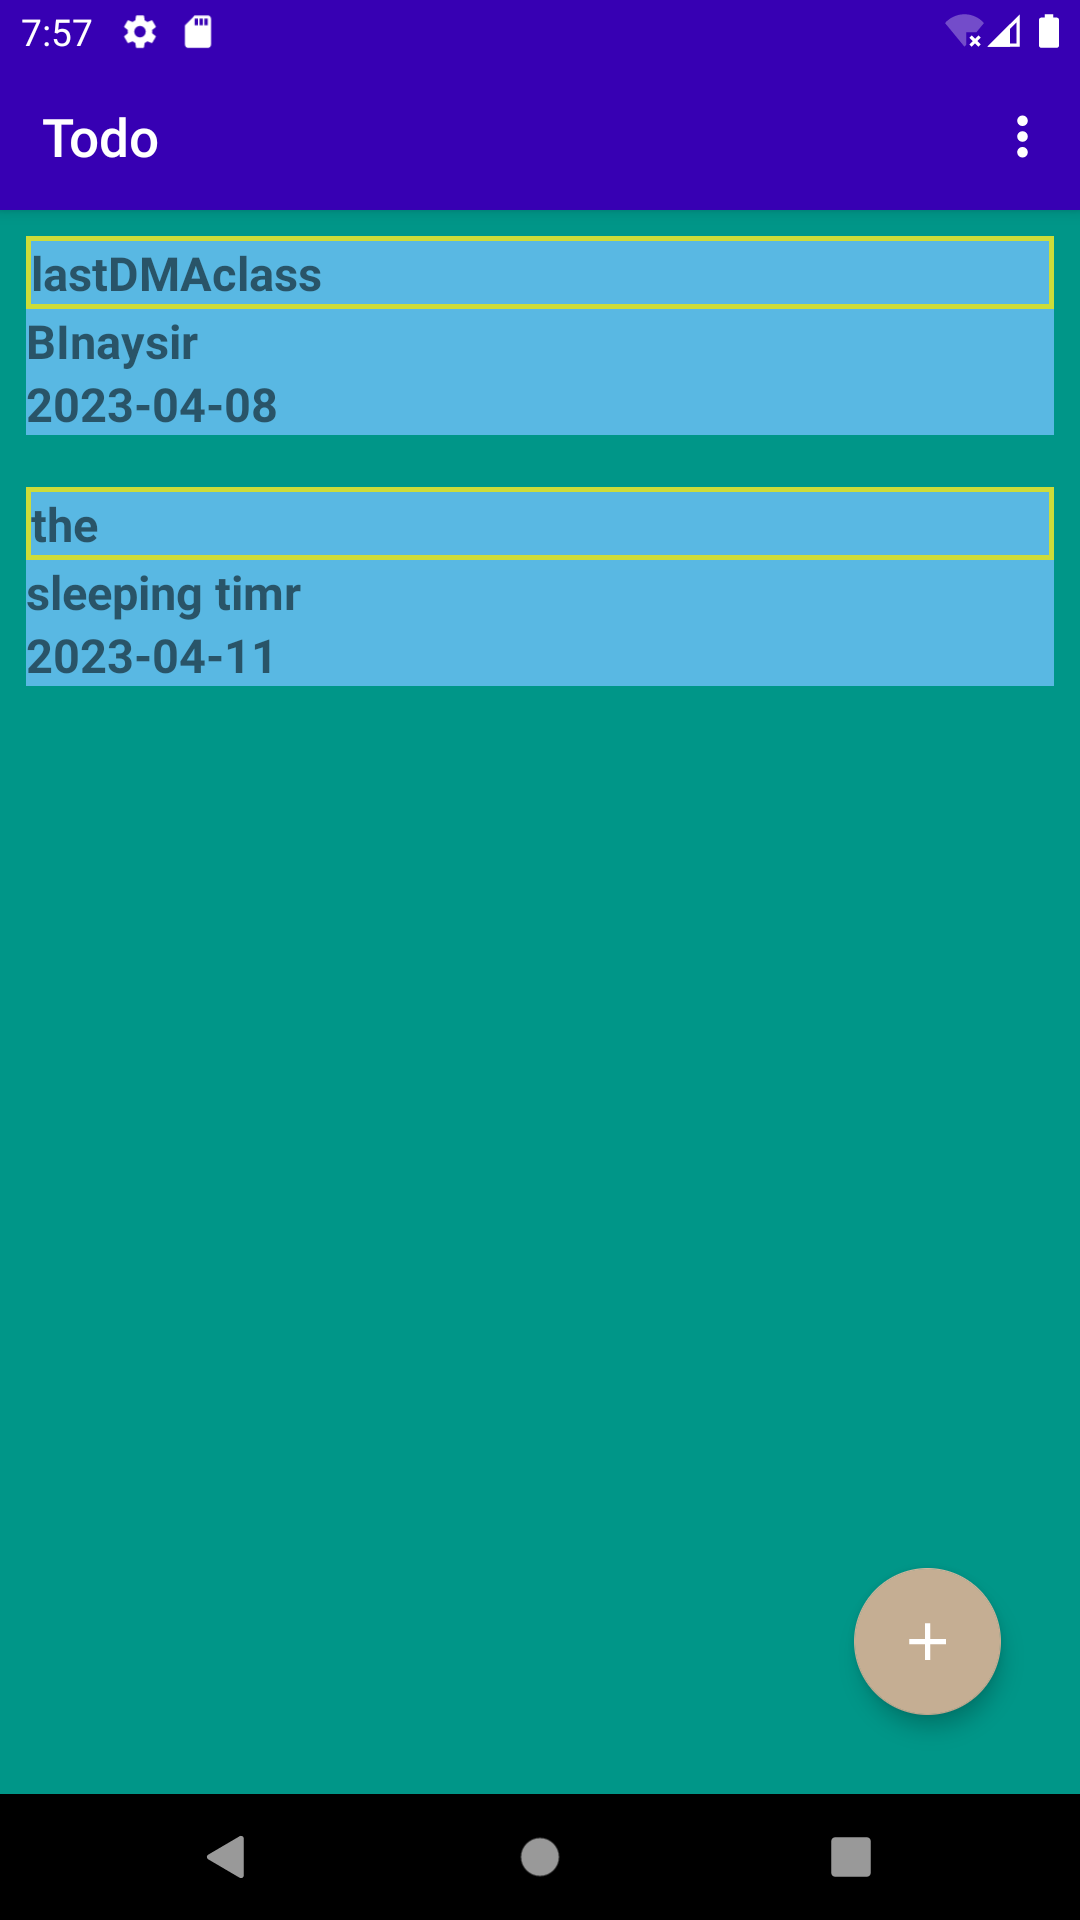 7:57
Todo
lastDMAclass
BInaysir
2023-04-08
the
sleeping timr
2023-04-11